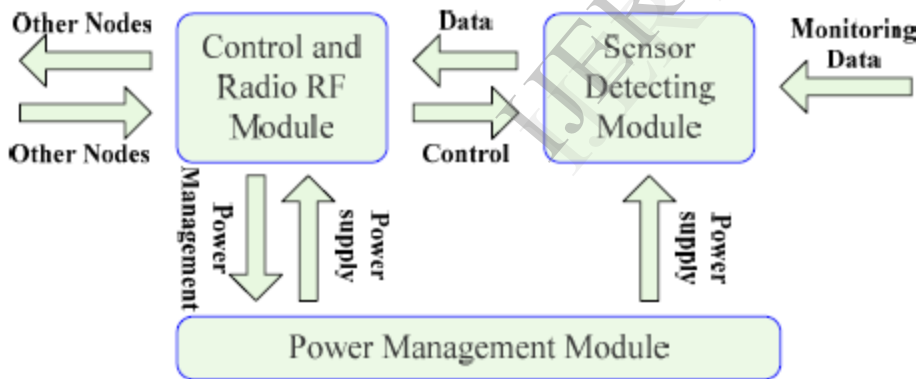 Other Nodes
Other Nodes
Control and
Radio RF
Module
Data
Control
Sensor
Detecting
Module
Monitoring
Data
Power
Management
Power
supply
Power
supply
Power Management Module
IJER